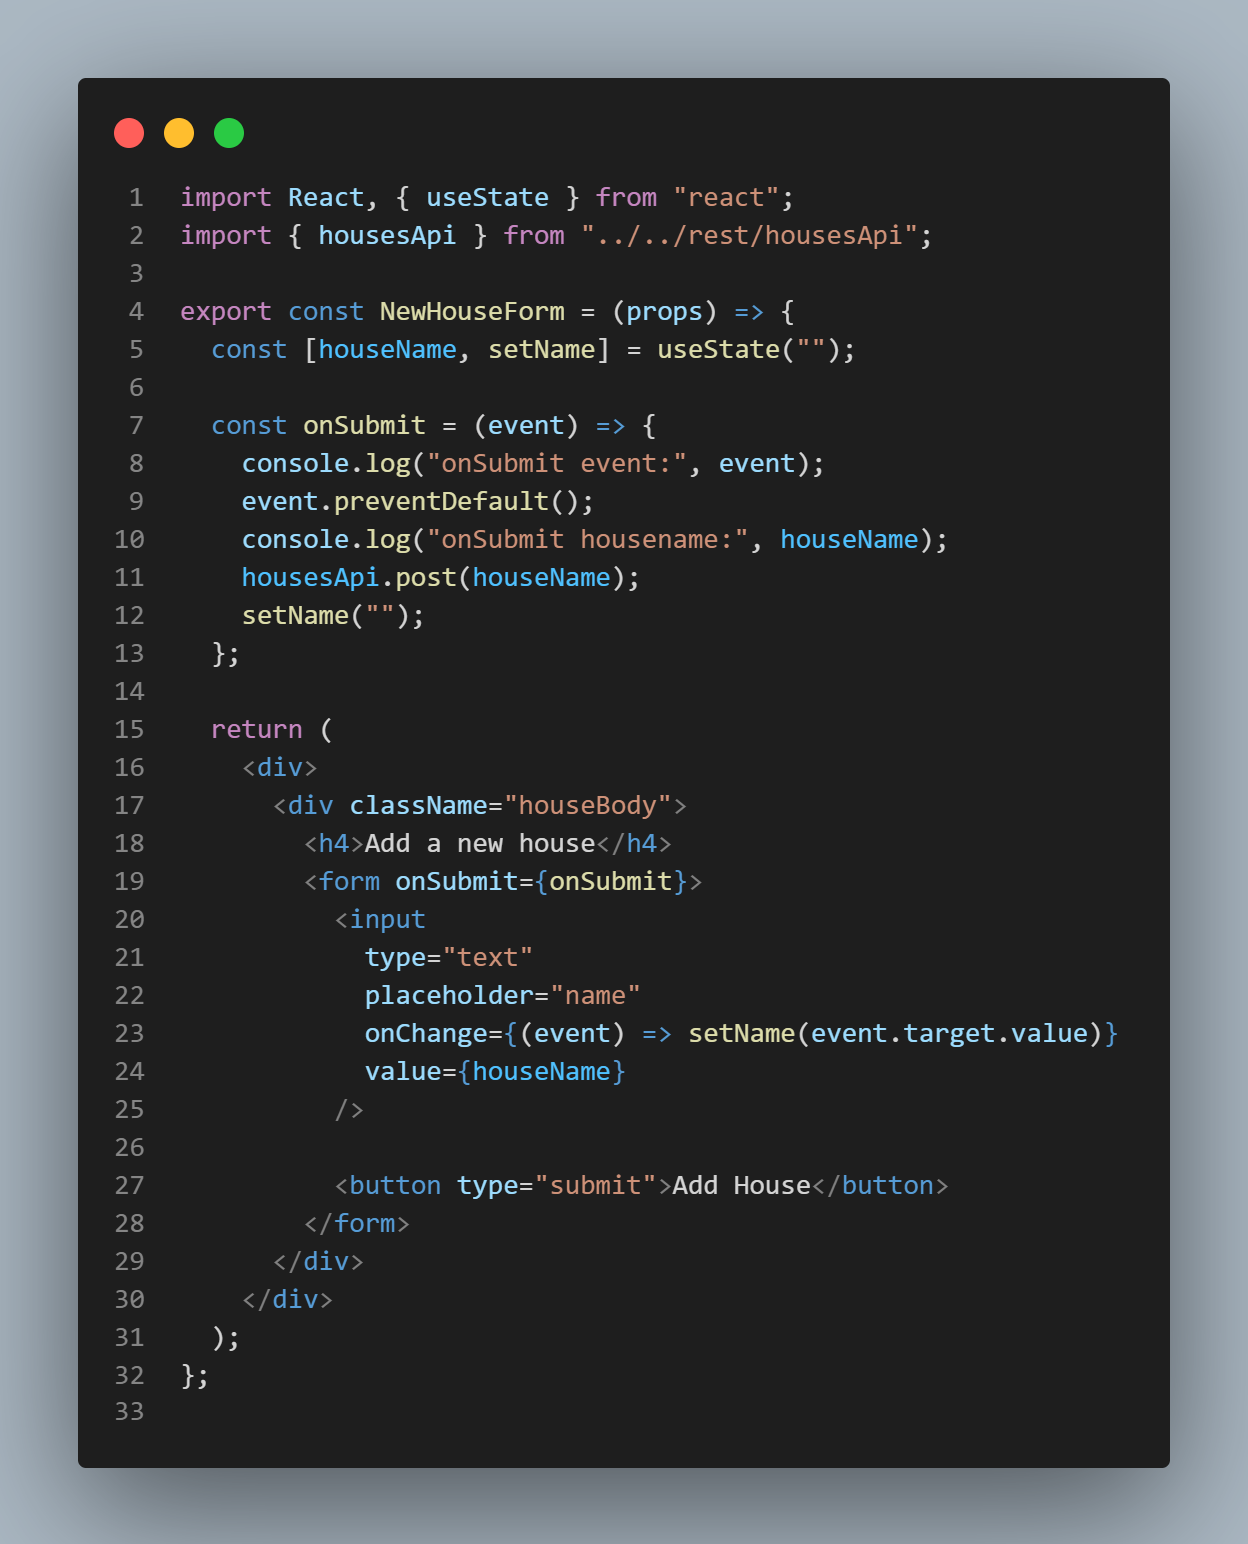 1 import React, { useState } from "react";
2 import { housesApi } from "../../rest/housesApi";
3
4 export const NewHouseForm = (props) => {
5   const [houseName, setName] = useState("");
6
7   const onSubmit = (event) => {
8     console.log("onSubmit event:", event);
9     event.preventDefault();
10     console.log("onSubmit housename:", houseName);
11     housesApi.post(houseName);
12     setName("");
13   };
14
15   return (
16     <div>
17       <div className="houseBody">
18         <h4>Add a new house</h4>
19         <form onSubmit={onSubmit}>
20           <input
21             type="text"
22             placeholder="name"
23             onChange={(event) => setName(event.target.value)}
24             value={houseName}
25           />
26
27           <button type="submit">Add House</button>
28         </form>
29       </div>
30     </div>
31   );
32 };
33